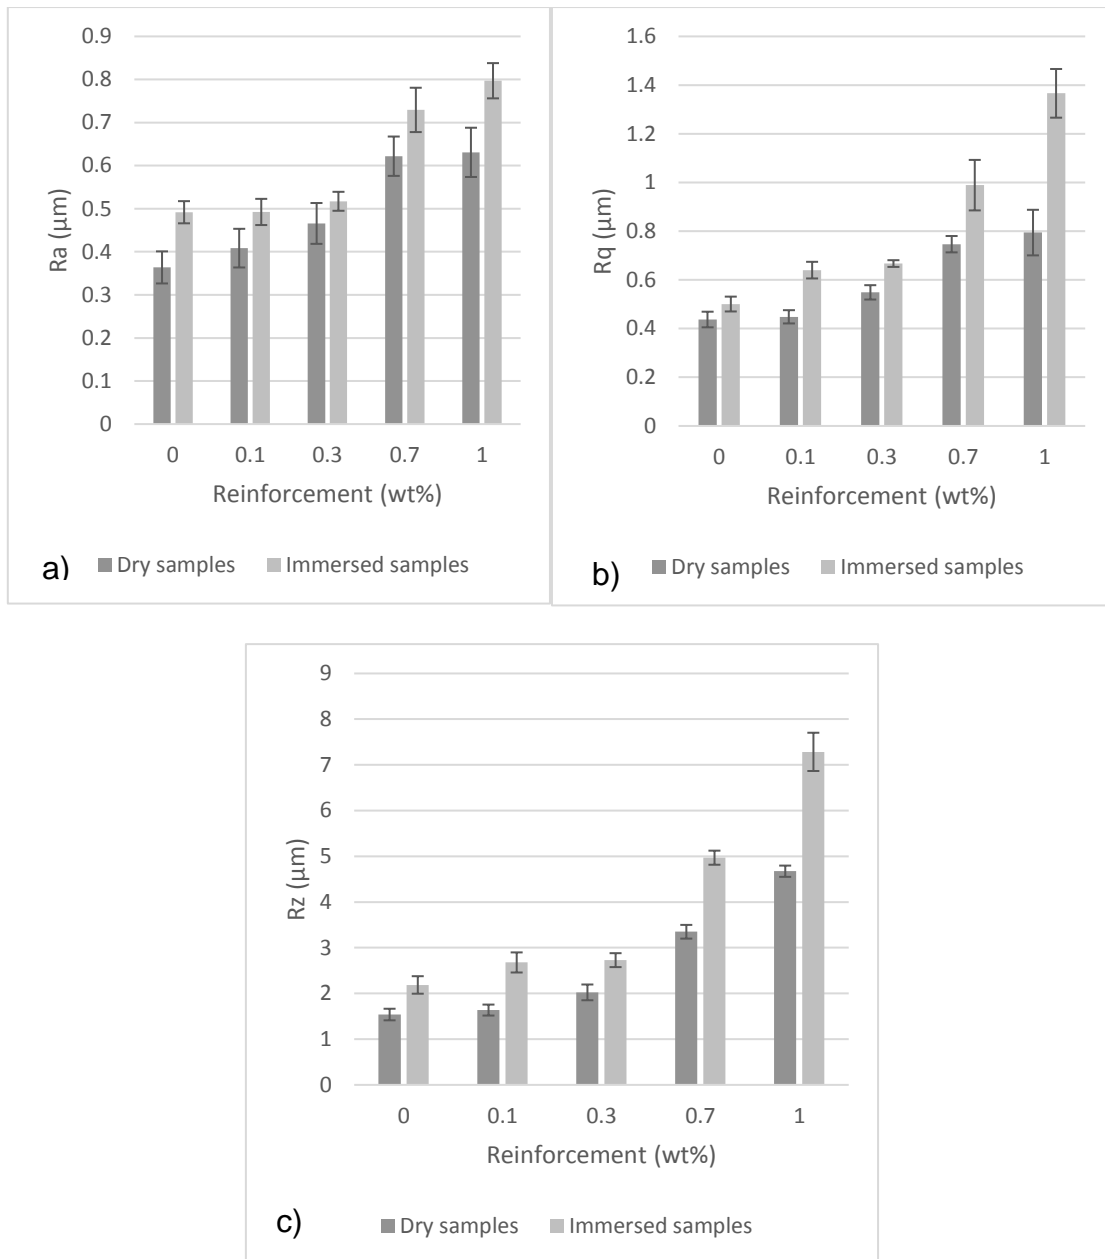 0.9
0.8
0.7
0.6
0.5
0.4
0.3
0.2
0.1
0
Ra (μm)
0 0.1 0.3 0.7 1
Reinforcement (wt%)
a) Dry samples Immersed samples
1.6
1.4
1.2
1
0.8
0.6
0.4
0.2
0
Rq (μm)
0 0.1 0.3 0.7 1
Reinforcement (wt%)
b) Dry samples Immersed samples
9
8
7
6
5
4
3
2
1
0
Rz (μm)
0 0.1 0.3 0.7 1
Reinforcement (wt%)
c) Dry samples Immersed samples